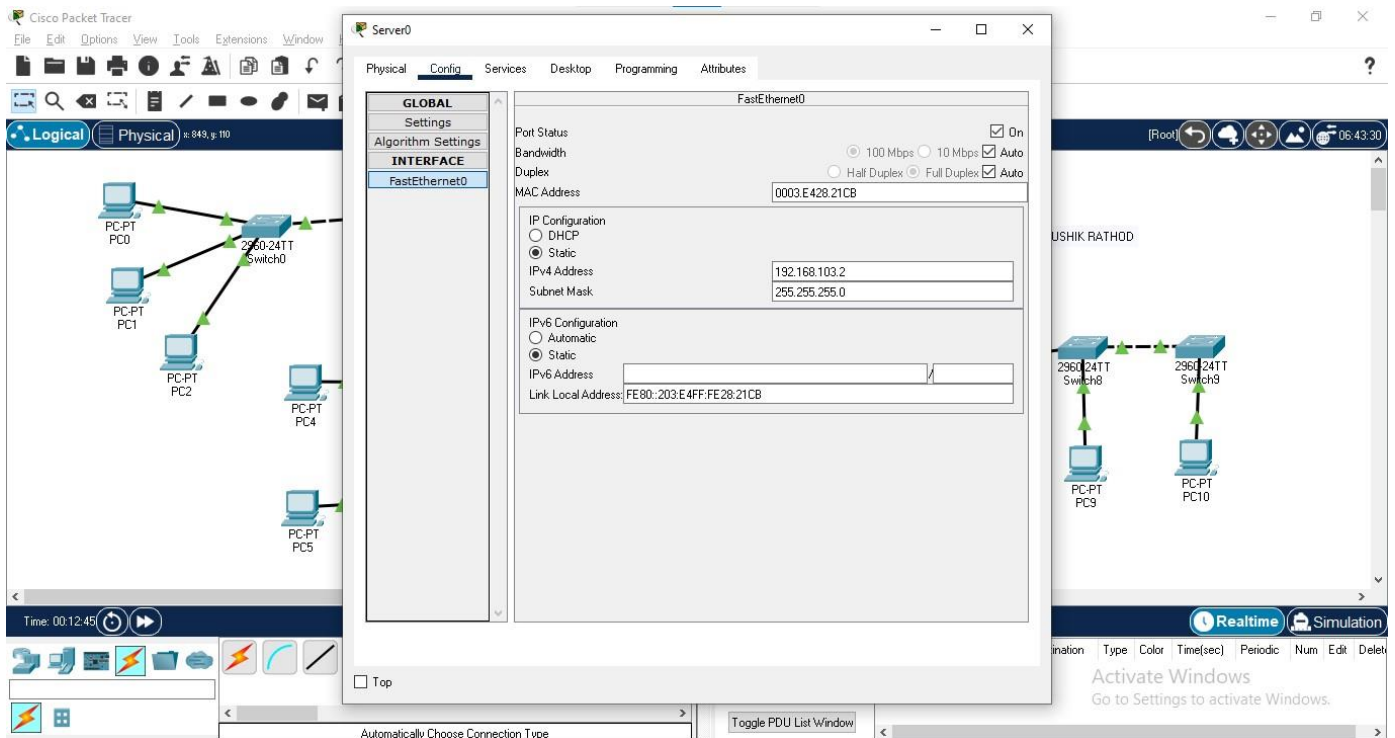 Cisco Packet Tracer
File Edit Options View Tools Extensions Window
Logical Physical x: 849, y: 110
[Root] 06:43:30
PC-PT
PC0
2960-24TT
Switch0
PC-PT
PC1
PC-PT
PC2
PC-PT
PC4
PC-PT
PC5
Server0
Physical Config Services Desktop Programming Attributes
GLOBAL
Settings
Algorithm Settings
INTERFACE
FastEthernet0
FastEthernet0
Port Status On
Bandwidth 100 Mbps 10 Mbps Auto
Duplex Half Duplex Full Duplex Auto
MAC Address 0003.E428.21CB
IP Configuration
DHCP
Static
IPv4 Address 192.168.103.2
Subnet Mask 255.255.255.0
IPv6 Configuration
Automatic
Static
IPv6 Address /
Link Local Address: FE80::203:E4FF:FE28:21CB
Top
USHIK RATHOD
2960-24TT
Switch8
2960-24TT
Switch9
PC-PT
PC9
PC-PT
PC10
Time: 00:12:45
Realtime Simulation
ination Type Color Time(sec) Periodic Num Edit Delet
Activate Windows
Go to Settings to activate Windows.
Toggle PDU List Window
Automatically Choose Connection Type